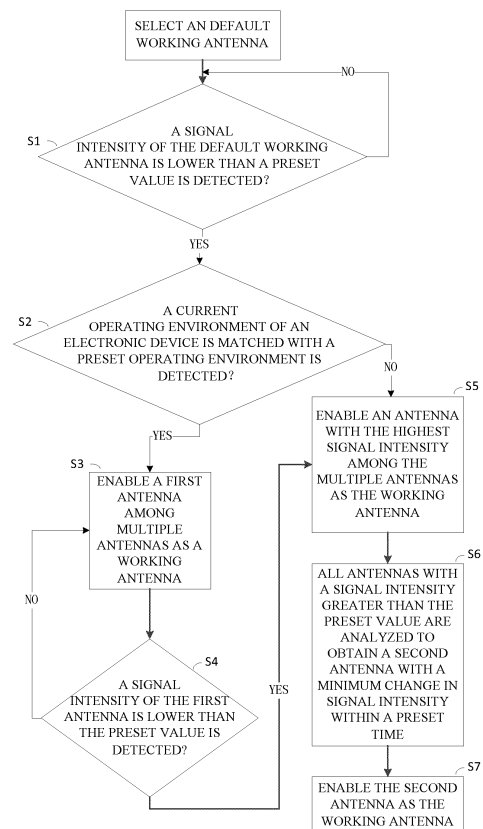 SELECT AN DEFAULT
WORKING ANTENNA
NO
S1
A SIGNAL
INTENSITY OF THE DEFAULT WORKING
ANTENNA IS LOWER THAN A PRESET
VALUE IS DETECTED?
YES
S2
A CURRENT
OPERATING ENVIRONMENT OF AN
ELECTRONIC DEVICE IS MATCHED WITH A
PRESET OPERATING ENVIRONMENT IS
DETECTED?
NO
YES
S3
ENABLE A FIRST
ANTENNA
AMONG
MULTIPLE
ANTENNAS AS A
WORKING
ANTENNA
NO
S4
A SIGNAL
INTENSITY OF THE FIRST
ANTENNA IS LOWER THAN
THE PRESET VALUE IS
DETECTED?
YES
S5
ENABLE AN ANTENNA
WITH THE HIGHEST
SIGNAL INTENSITY
AMONG THE
MULTIPLE ANTENNAS
AS THE WORKING
ANTENNA
S6
ALL ANTENNAS WITH
A SIGNAL INTENSITY
GREATER THAN THE
PRESET VALUE ARE
ANALYZED TO
OBTAIN A SECOND
ANTENNA WITH A
MINIMUM CHANGE IN
SIGNAL INTENSITY
WITHIN A PRESET
TIME
S7
ENABLE THE SECOND
ANTENNA AS THE
WORKING ANTENNA